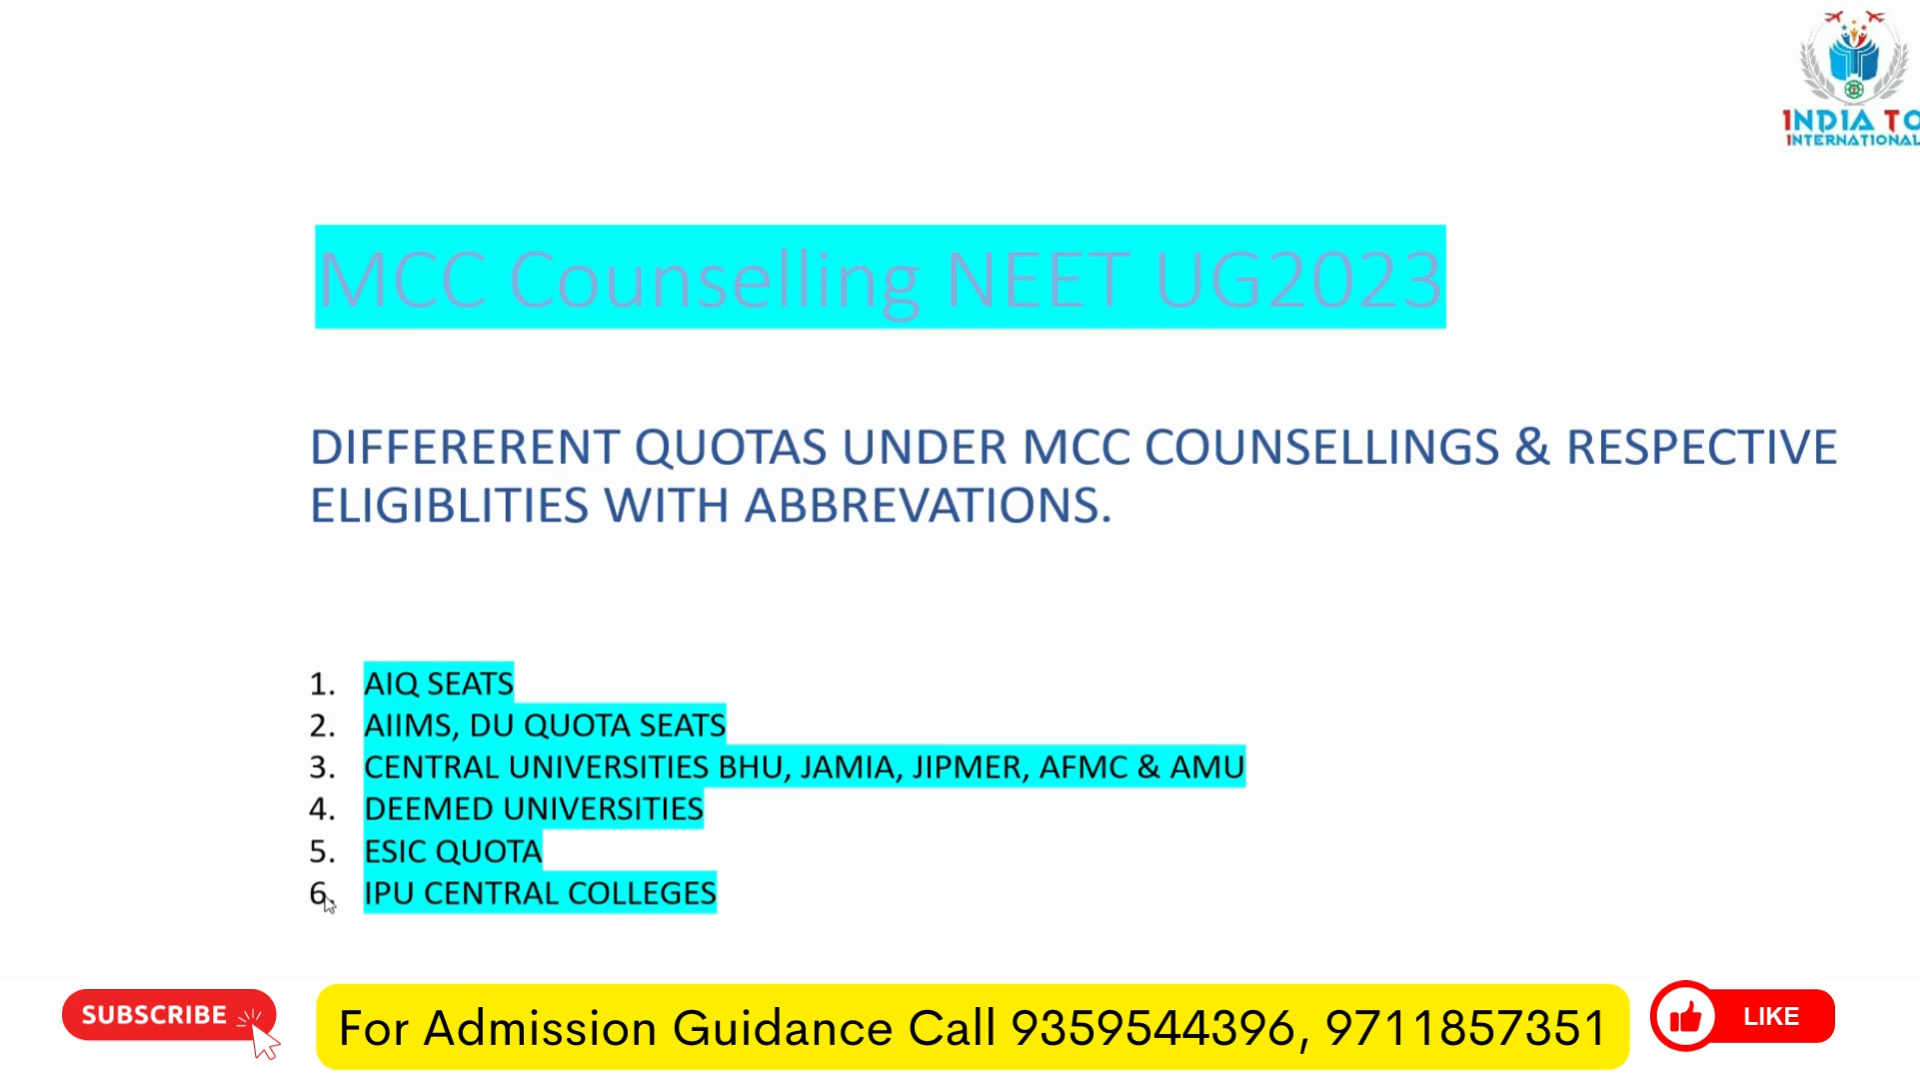 INDIA TO
INTERNATIONAL
MCC Counselling NEET UG2023
DIFFERERENT QUOTAS UNDER MCC COUNSELLINGS & RESPECTIVE
ELIGIBLITIES WITH ABBREVATIONS.
1. AIQ SEATS
2. AIIMS, DU QUOTA SEATS
3. CENTRAL UNIVERSITIES BHU, JAMIA, JIPMER, AFMC & AMU
4. DEEMED UNIVERSITIES
5. ESIC QUOTA
6. IPU CENTRAL COLLEGES
SUBSCRIBE
For Admission Guidance Call 9359544396, 9711857351
LIKE